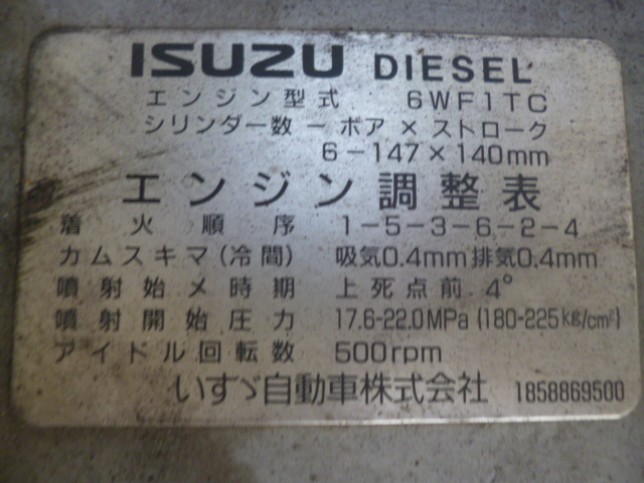 ISUZU DIESEL
エンジン型式 6WF1TC
シリンダー数ーボア×ストローク
6-147×140mm
エンジン調整表
着火順序 1-5-3-6-2-4
カムスキマ(冷間) 吸気0.4mm排気0.4mm
噴射始メ時期 上死点前 4°
噴射開始圧力 17.6-22.0MPa (180-225kg/cm²)
アイドル回転数 500rpm
いすゞ自動車株式会社 1858869500